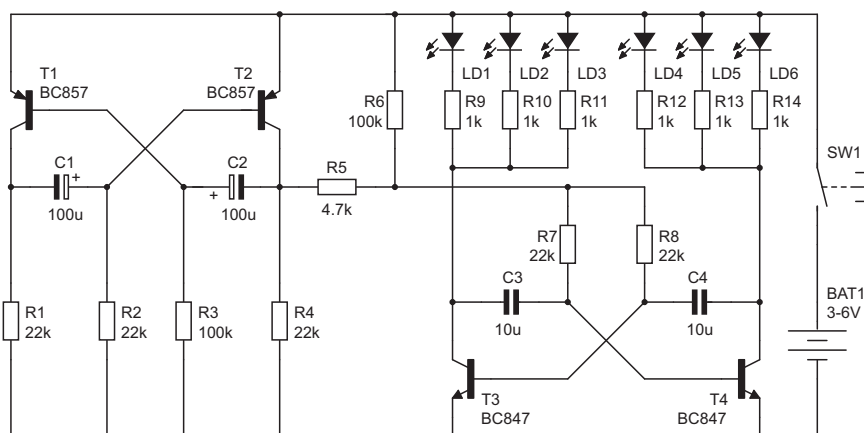 T1
BC857
T2
BC857
R6
100k
LD1
LD2
LD3
LD4
LD5
LD6
R9
1k
R10
1k
R11
1k
R12
1k
R13
1k
R14
1k
SW1
C1
+
100u
C2
+
100u
R5
4.7k
R7
22k
R8
22k
C3
10u
C4
10u
BAT1
3-6V
R1
22k
R2
22k
R3
100k
R4
22k
T3
BC847
T4
BC847